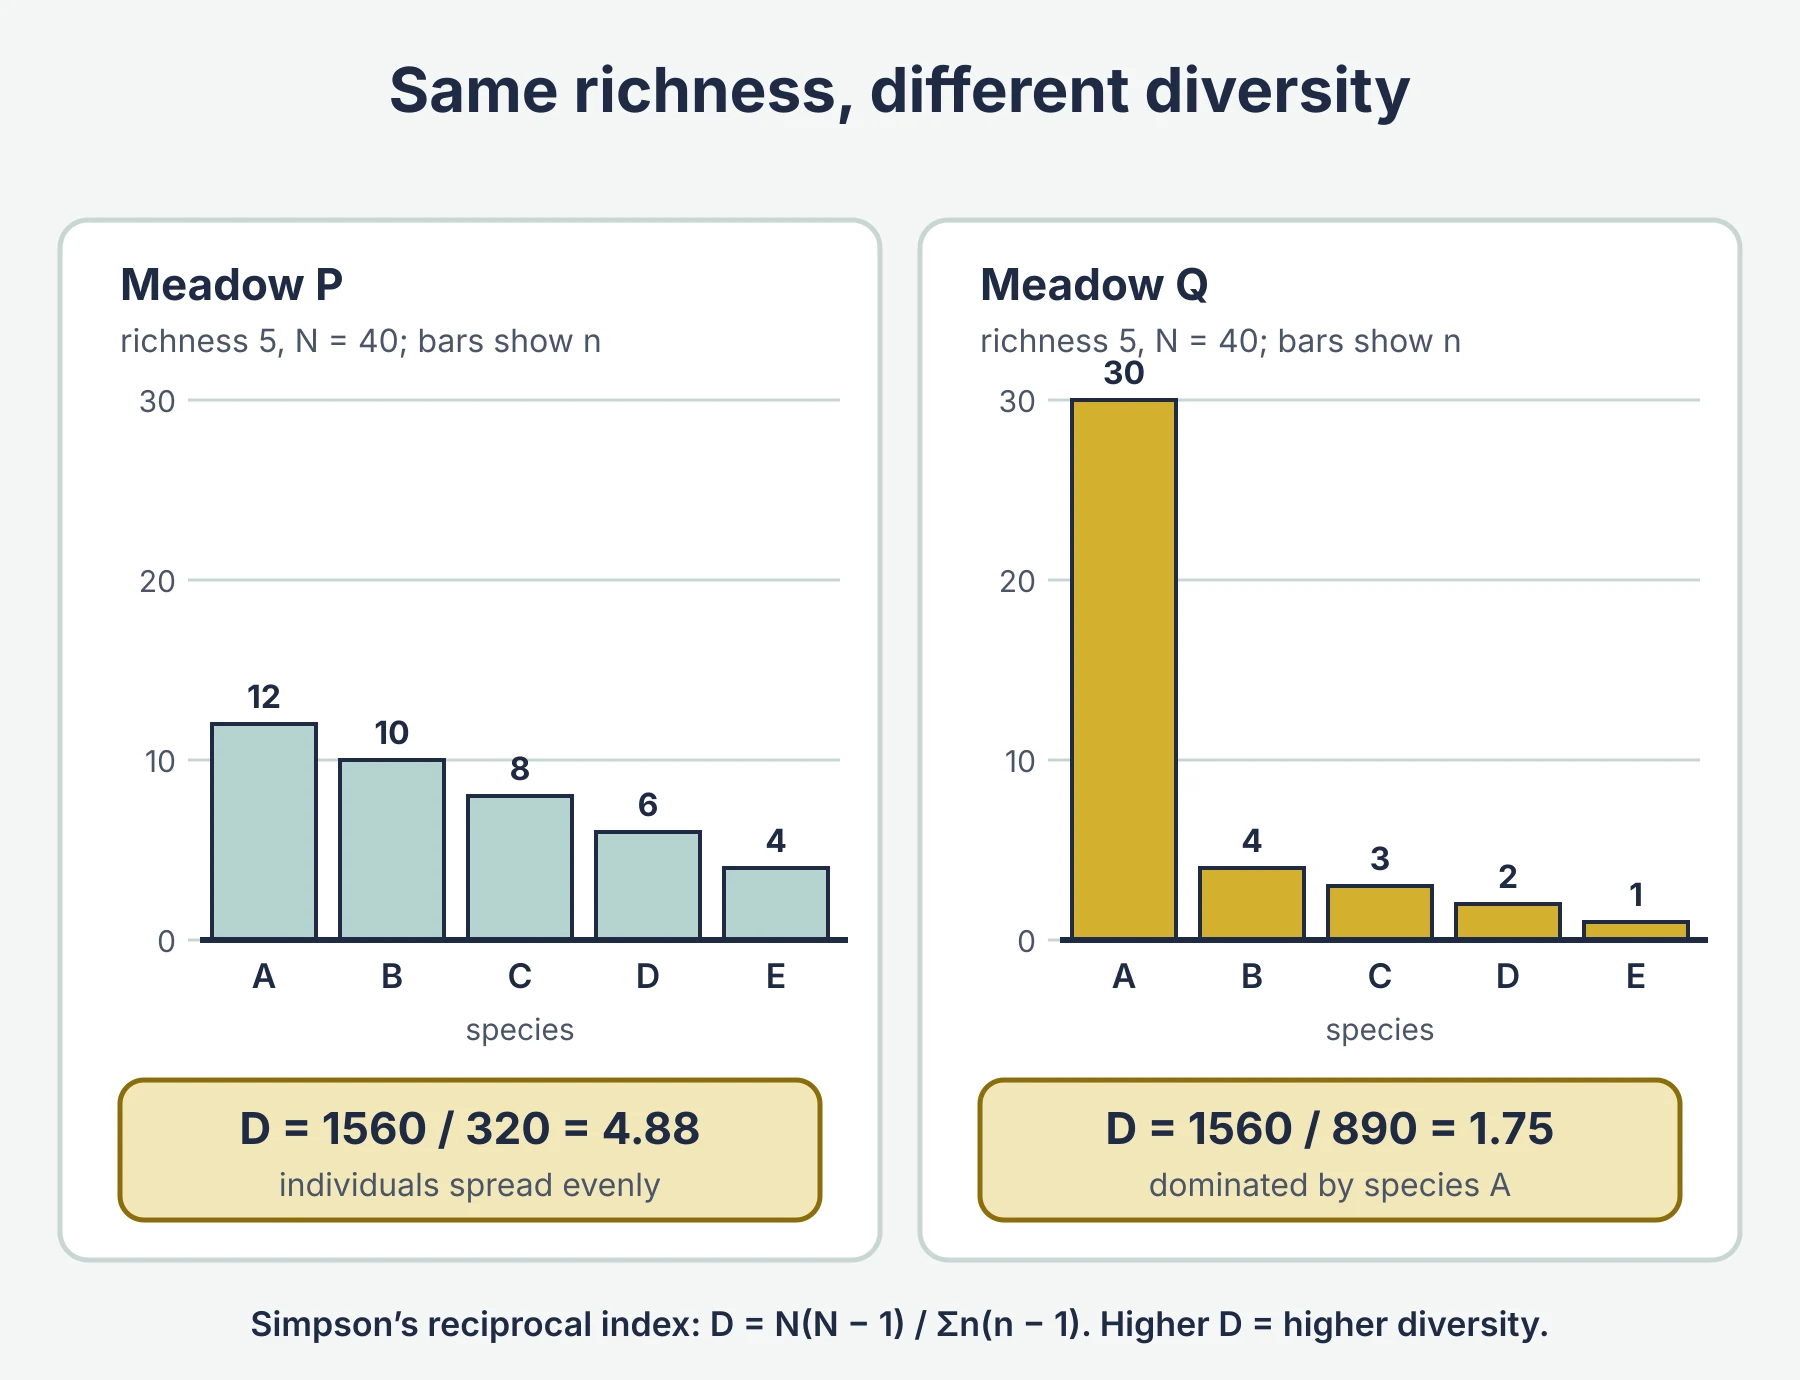 Same richness, different diversity
Meadow P
richness 5, N = 40; bars show n
30
20
10
0
12
10
8
6
4
A B C D E
species
D = 1560 / 320 = 4.88
individuals spread evenly
Meadow Q
richness 5, N = 40; bars show n
30
20
10
0
30
4
3
2
1
A B C D E
species
D = 1560 / 890 = 1.75
dominated by species A
Simpson’s reciprocal index: D = N(N − 1) / Σn(n − 1). Higher D = higher diversity.